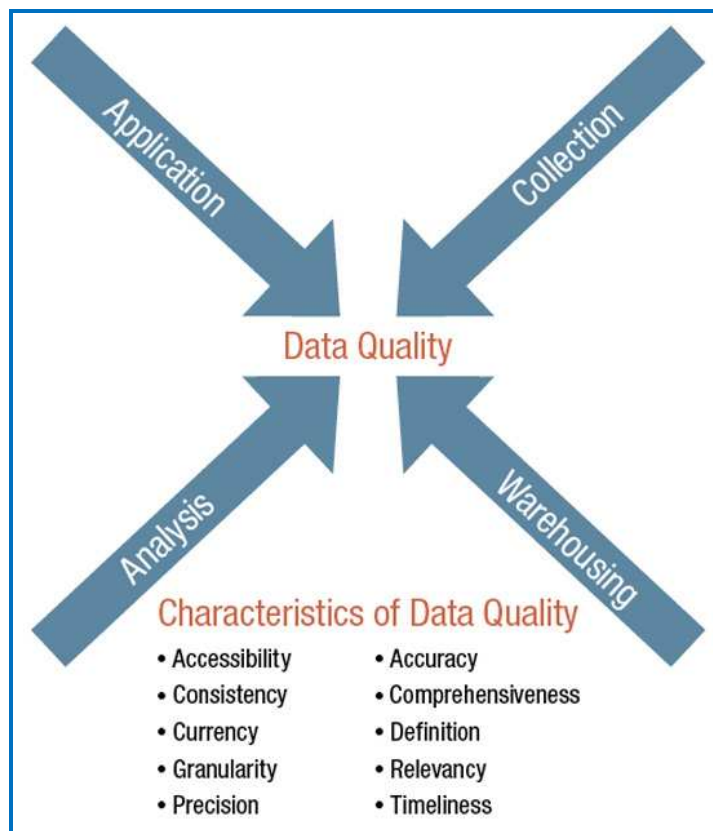 Application
Collection
Data Quality
Analysis
Warehousing
Characteristics of Data Quality
• Accessibility
• Consistency
• Currency
• Granularity
• Precision
• Accuracy
• Comprehensiveness
• Definition
• Relevancy
• Timeliness